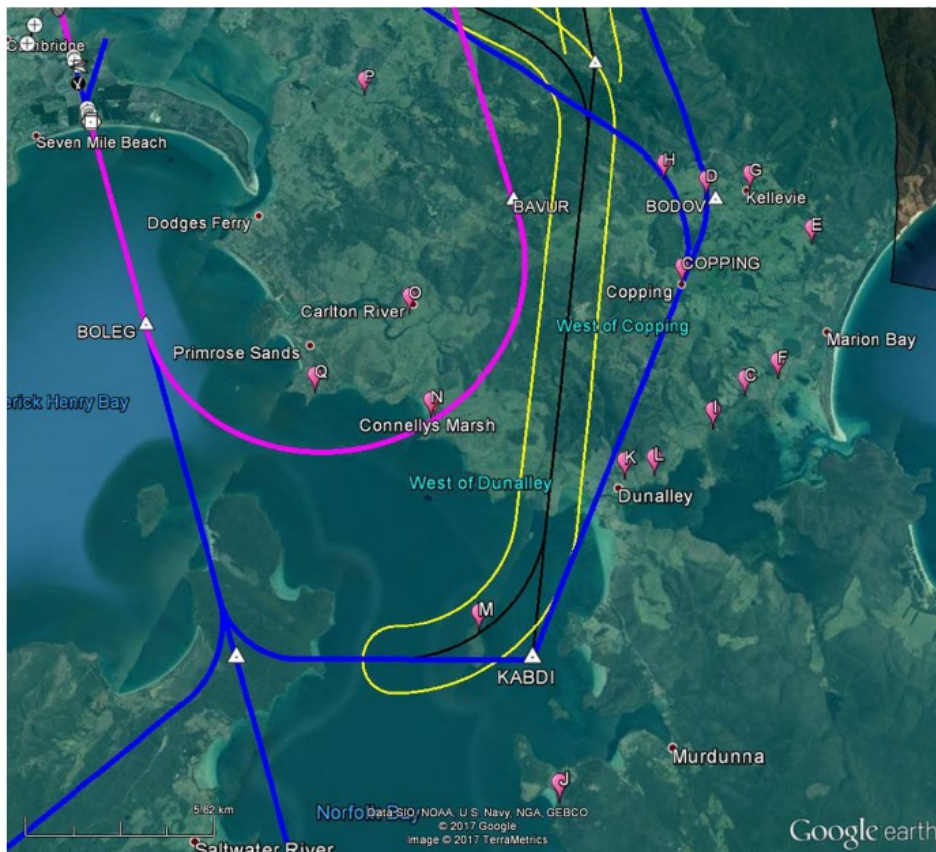 Cambridge
Y
P
Seven Mile Beach
H
D
G
BODOV
Kellevie
BAVUR
Dodges Ferry
E
COPPING
Copping
O
Carlton River
West of Copping
BOLEG
Marion Bay
Primrose Sands
F
Q
C
erick Henry Bay
N
I
Connellys Marsh
K
L
West of Dunalley
Dunalley
M
KABDI
Murdunna
J
5.62 km
Norfolk Bay
Data SIO, NOAA, U.S. Navy, NGA, GEBCO
© 2017 Google
Image © 2017 TerraMetrics
Google earth
Saltwater River